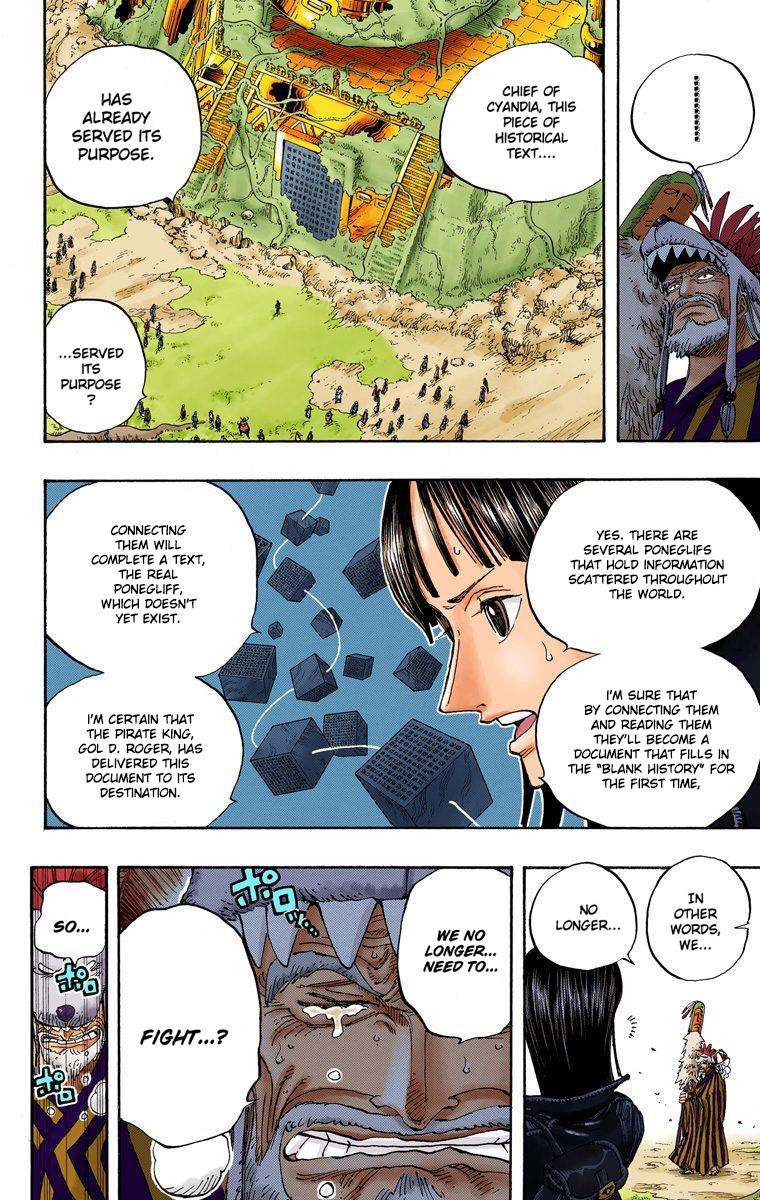 ..........
CHIEF OF
CYANDIA, THIS
PIECE OF
HISTORICAL
TEXT....
HAS
ALREADY
SERVED ITS
PURPOSE.
...SERVED
ITS
PURPOSE
?
YES. THERE ARE
SEVERAL PONEGLIFS
THAT HOLD INFORMATION
SCATTERED THROUGHOUT
THE WORLD.
I'M SURE THAT
BY CONNECTING THEM
AND READING THEM
THEY'LL BECOME A
DOCUMENT THAT FILLS IN
THE "BLANK HISTORY" FOR
THE FIRST TIME,
CONNECTING
THEM WILL
COMPLETE A TEXT,
THE REAL
PONEGLIFF,
WHICH DOESN'T
YET EXIST.
I'M CERTAIN THAT
THE PIRATE KING,
GOL D. ROGER, HAS
DELIVERED THIS
DOCUMENT TO ITS
DESTINATION.
IN
OTHER
WORDS,
WE...
NO
LONGER...
WE NO
LONGER...
NEED TO...
ポロ...
FIGHT...?
SO...
ポロ
ポロ